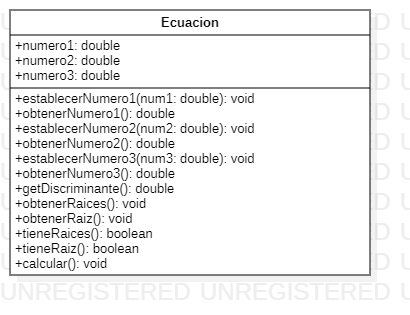 Ecuacion
+numero1: double
+numero2: double
+numero3: double
+establecerNumero1(num1: double): void
+obtenerNumero1(): double
+establecerNumero2(num2: double): void
+obtenerNumero2(): double
+establecerNumero3(num3: double): void
+obtenerNumero3(): double
+getDiscriminante(): double
+obtenerRaices(): void
+obtenerRaiz(): void
+tieneRaices(): boolean
+tieneRaiz(): boolean
+calcular(): void
UNREGISTERED UNREGISTERED U